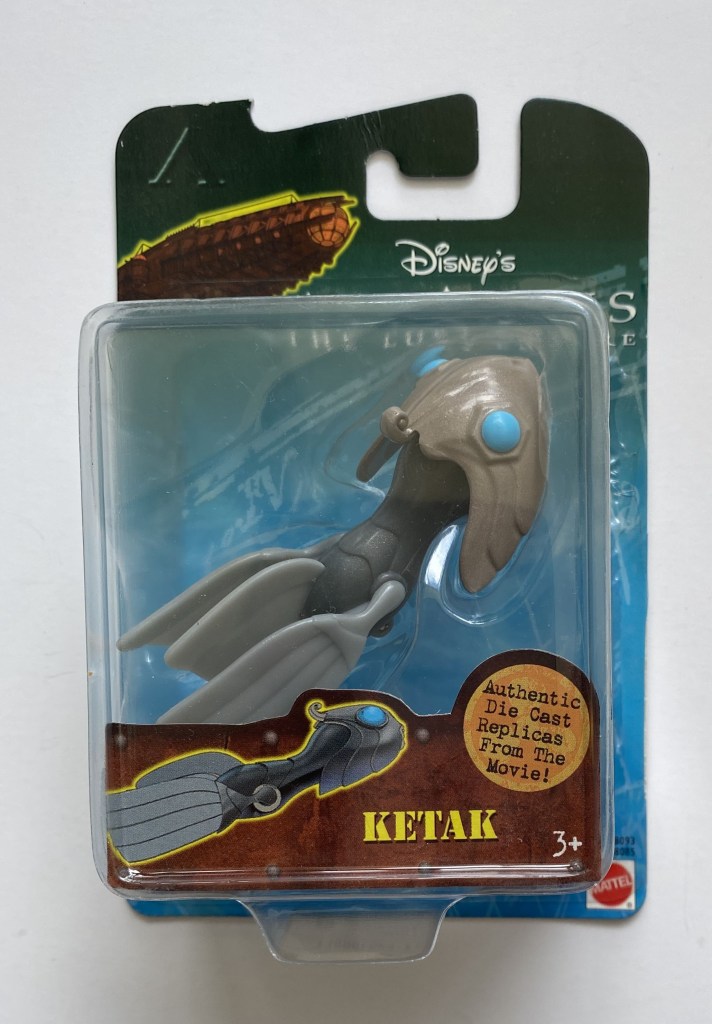 A
DISNEY'S
Authentic
Die Cast
Replicas
From The
Movie!
KETAK
3+
MATTEL